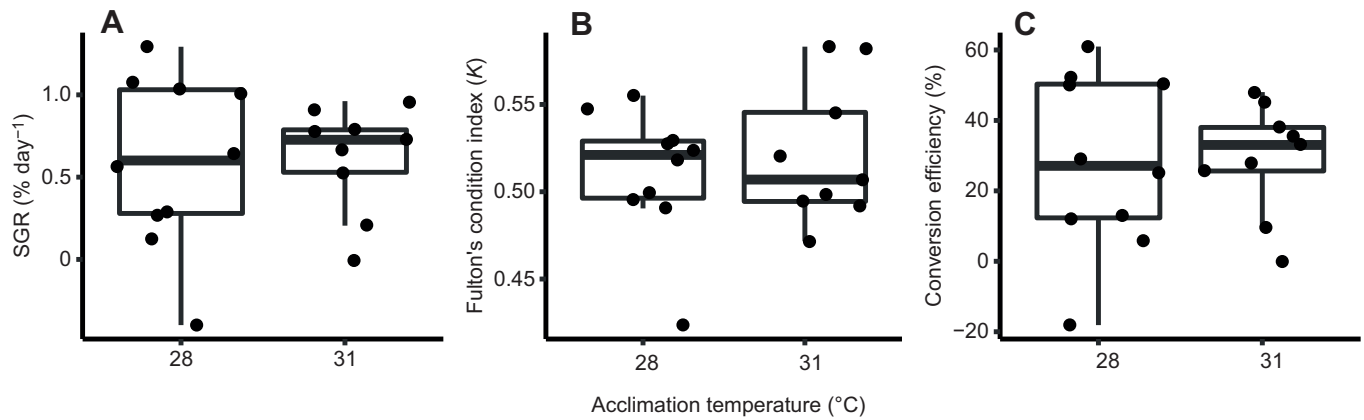 A
SGR (% day−1)
1.0
0.5
0
28
31
B
Fulton's condition index (K)
0.55
0.50
0.45
28
31
C
Conversion efficiency (%)
60
40
20
0
−20
28
31
Acclimation temperature (°C)